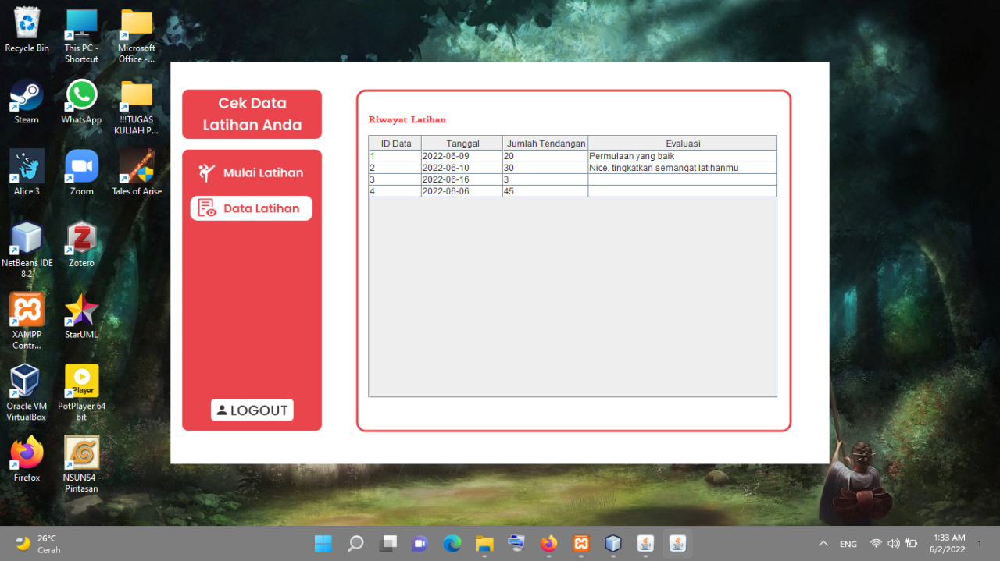 Recycle Bin
This PC -
Shortcut
Microsoft
Office -...
Steam
WhatsApp
!!!TUGAS
KULIAH P...
Alice 3
Zoom
Tales of Arise
NetBeans IDE
8.2
Zotero
XAMPP
Contr...
StarUML
Oracle VM
VirtualBox
Player
PotPlayer 64
bit
Firefox
NSUNS4 -
Pintasan
Cek Data
Latihan Anda
Mulai Latihan
Data Latihan
LOGOUT
Riwayat Latihan
ID Data Tanggal Jumlah Tendangan Evaluasi
1 2022-06-09 20 Permulaan yang baik
2 2022-06-10 30 Nice, tingkatkan semangat latihanmu
3 2022-06-16 3
4 2022-06-06 45
26°C
Cerah
ENG
1:33 AM
6/2/2022
1